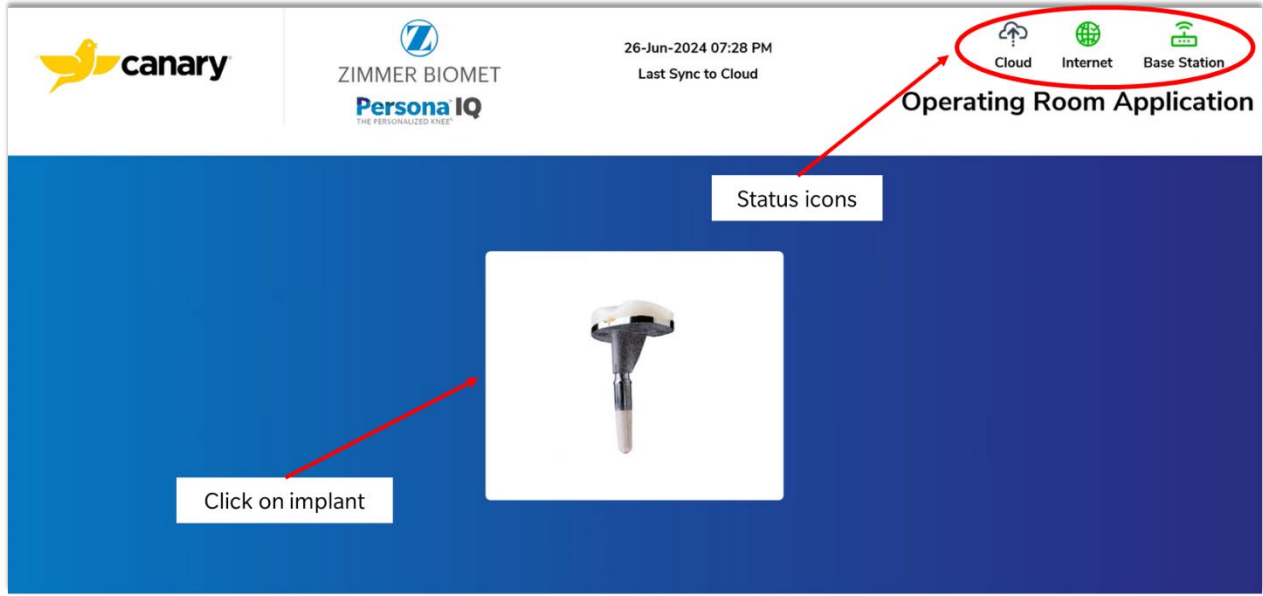 canary
ZIMMER BIOMET
Persona IQ
THE PERSONALIZED KNEE®
26-Jun-2024 07:28 PM
Last Sync to Cloud
Cloud
Internet
Base Station
Operating Room Application
Status icons
Click on implant